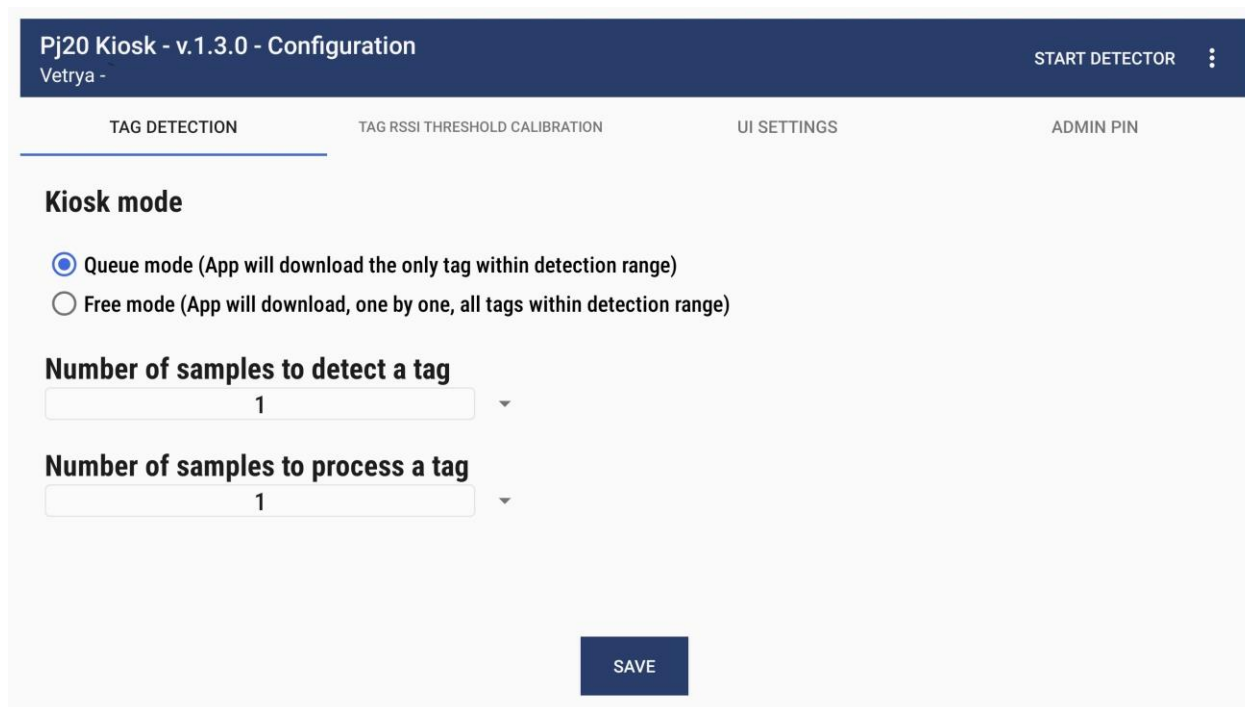 Pj20 Kiosk - v.1.3.0 - Configuration
Vetrya -
START DETECTOR
TAG DETECTION
TAG RSSI THRESHOLD CALIBRATION
UI SETTINGS
ADMIN PIN
Kiosk mode
Queue mode (App will download the only tag within detection range)
Free mode (App will download, one by one, all tags within detection range)
Number of samples to detect a tag
1
Number of samples to process a tag
1
SAVE